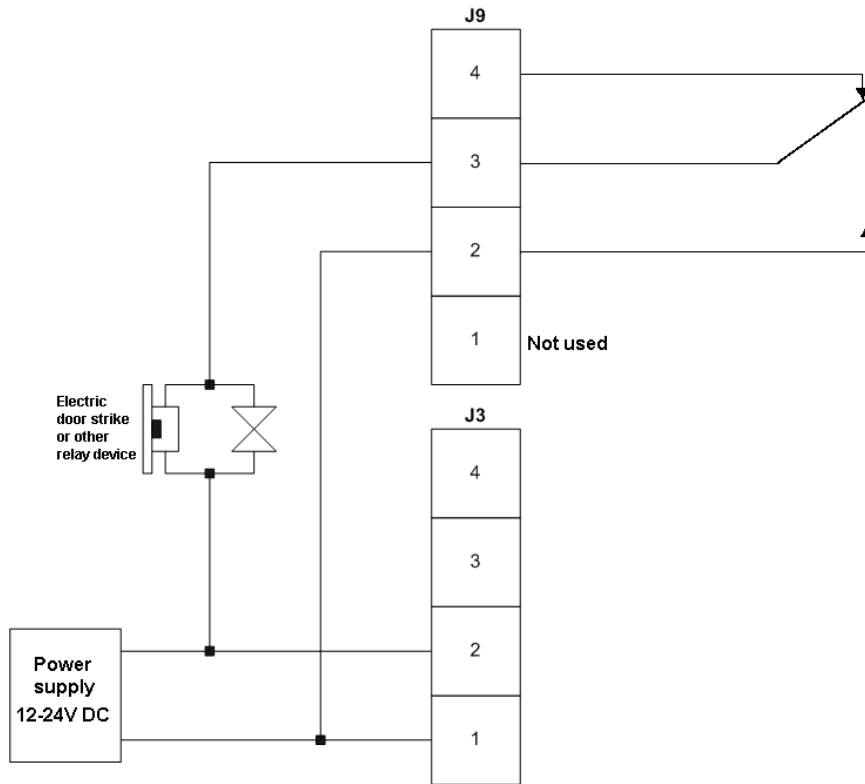 J9
4
3
2
1
Not used
Electric
door strike
or other
relay device
J3
4
3
2
1
Power
supply
12-24V DC